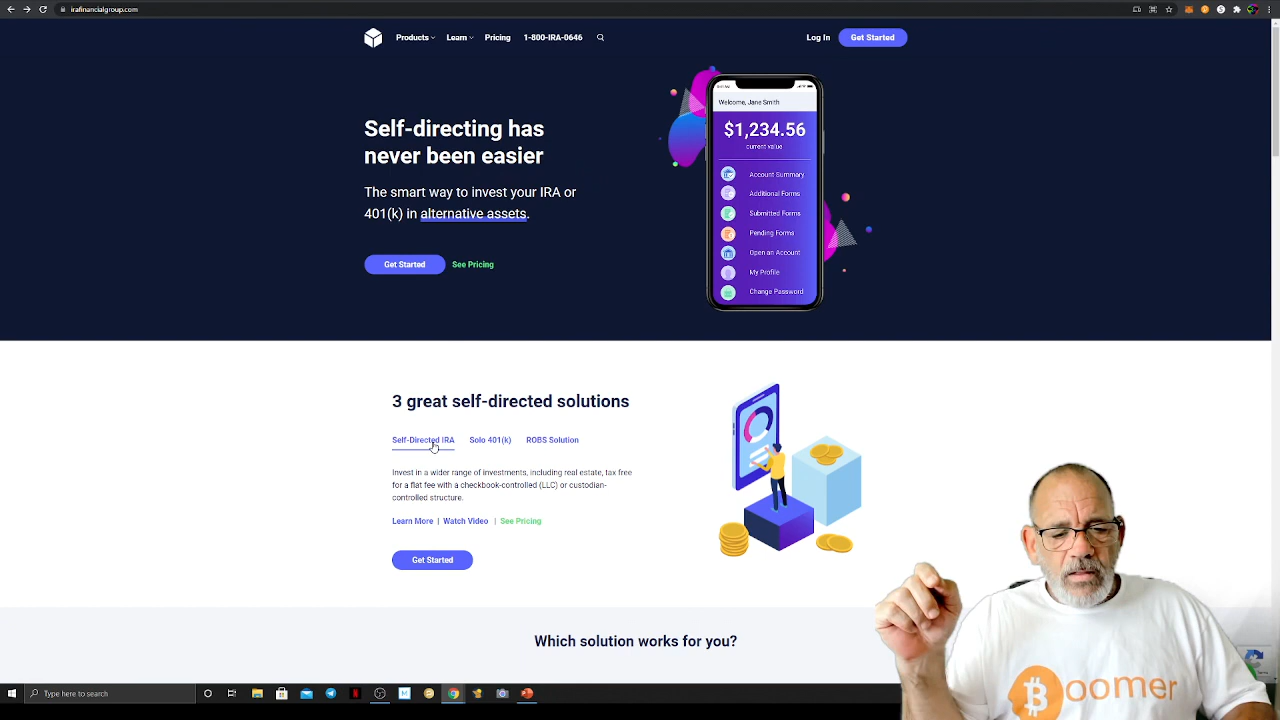 irafinancialgroup.com
Products Learn Pricing 1-800-IRA-0646 Log In Get Started
Self-directing has
never been easier
The smart way to invest your IRA or
401(k) in alternative assets.
Get Started See Pricing
Welcome, Jane Smith
$1,234.56
current value
Account Summary
Additional Forms
Submitted Forms
Pending Forms
Open an Account
My Profile
Change Password
3 great self-directed solutions
Self-Directed IRA Solo 401(k) ROBS Solution
Invest in a wider range of investments, including real estate, tax free
for a flat fee with a checkbook-controlled (LLC) or custodian-
controlled structure.
Learn More | Watch Video | See Pricing
Get Started
Which solution works for you?
Boomer
Type here to search